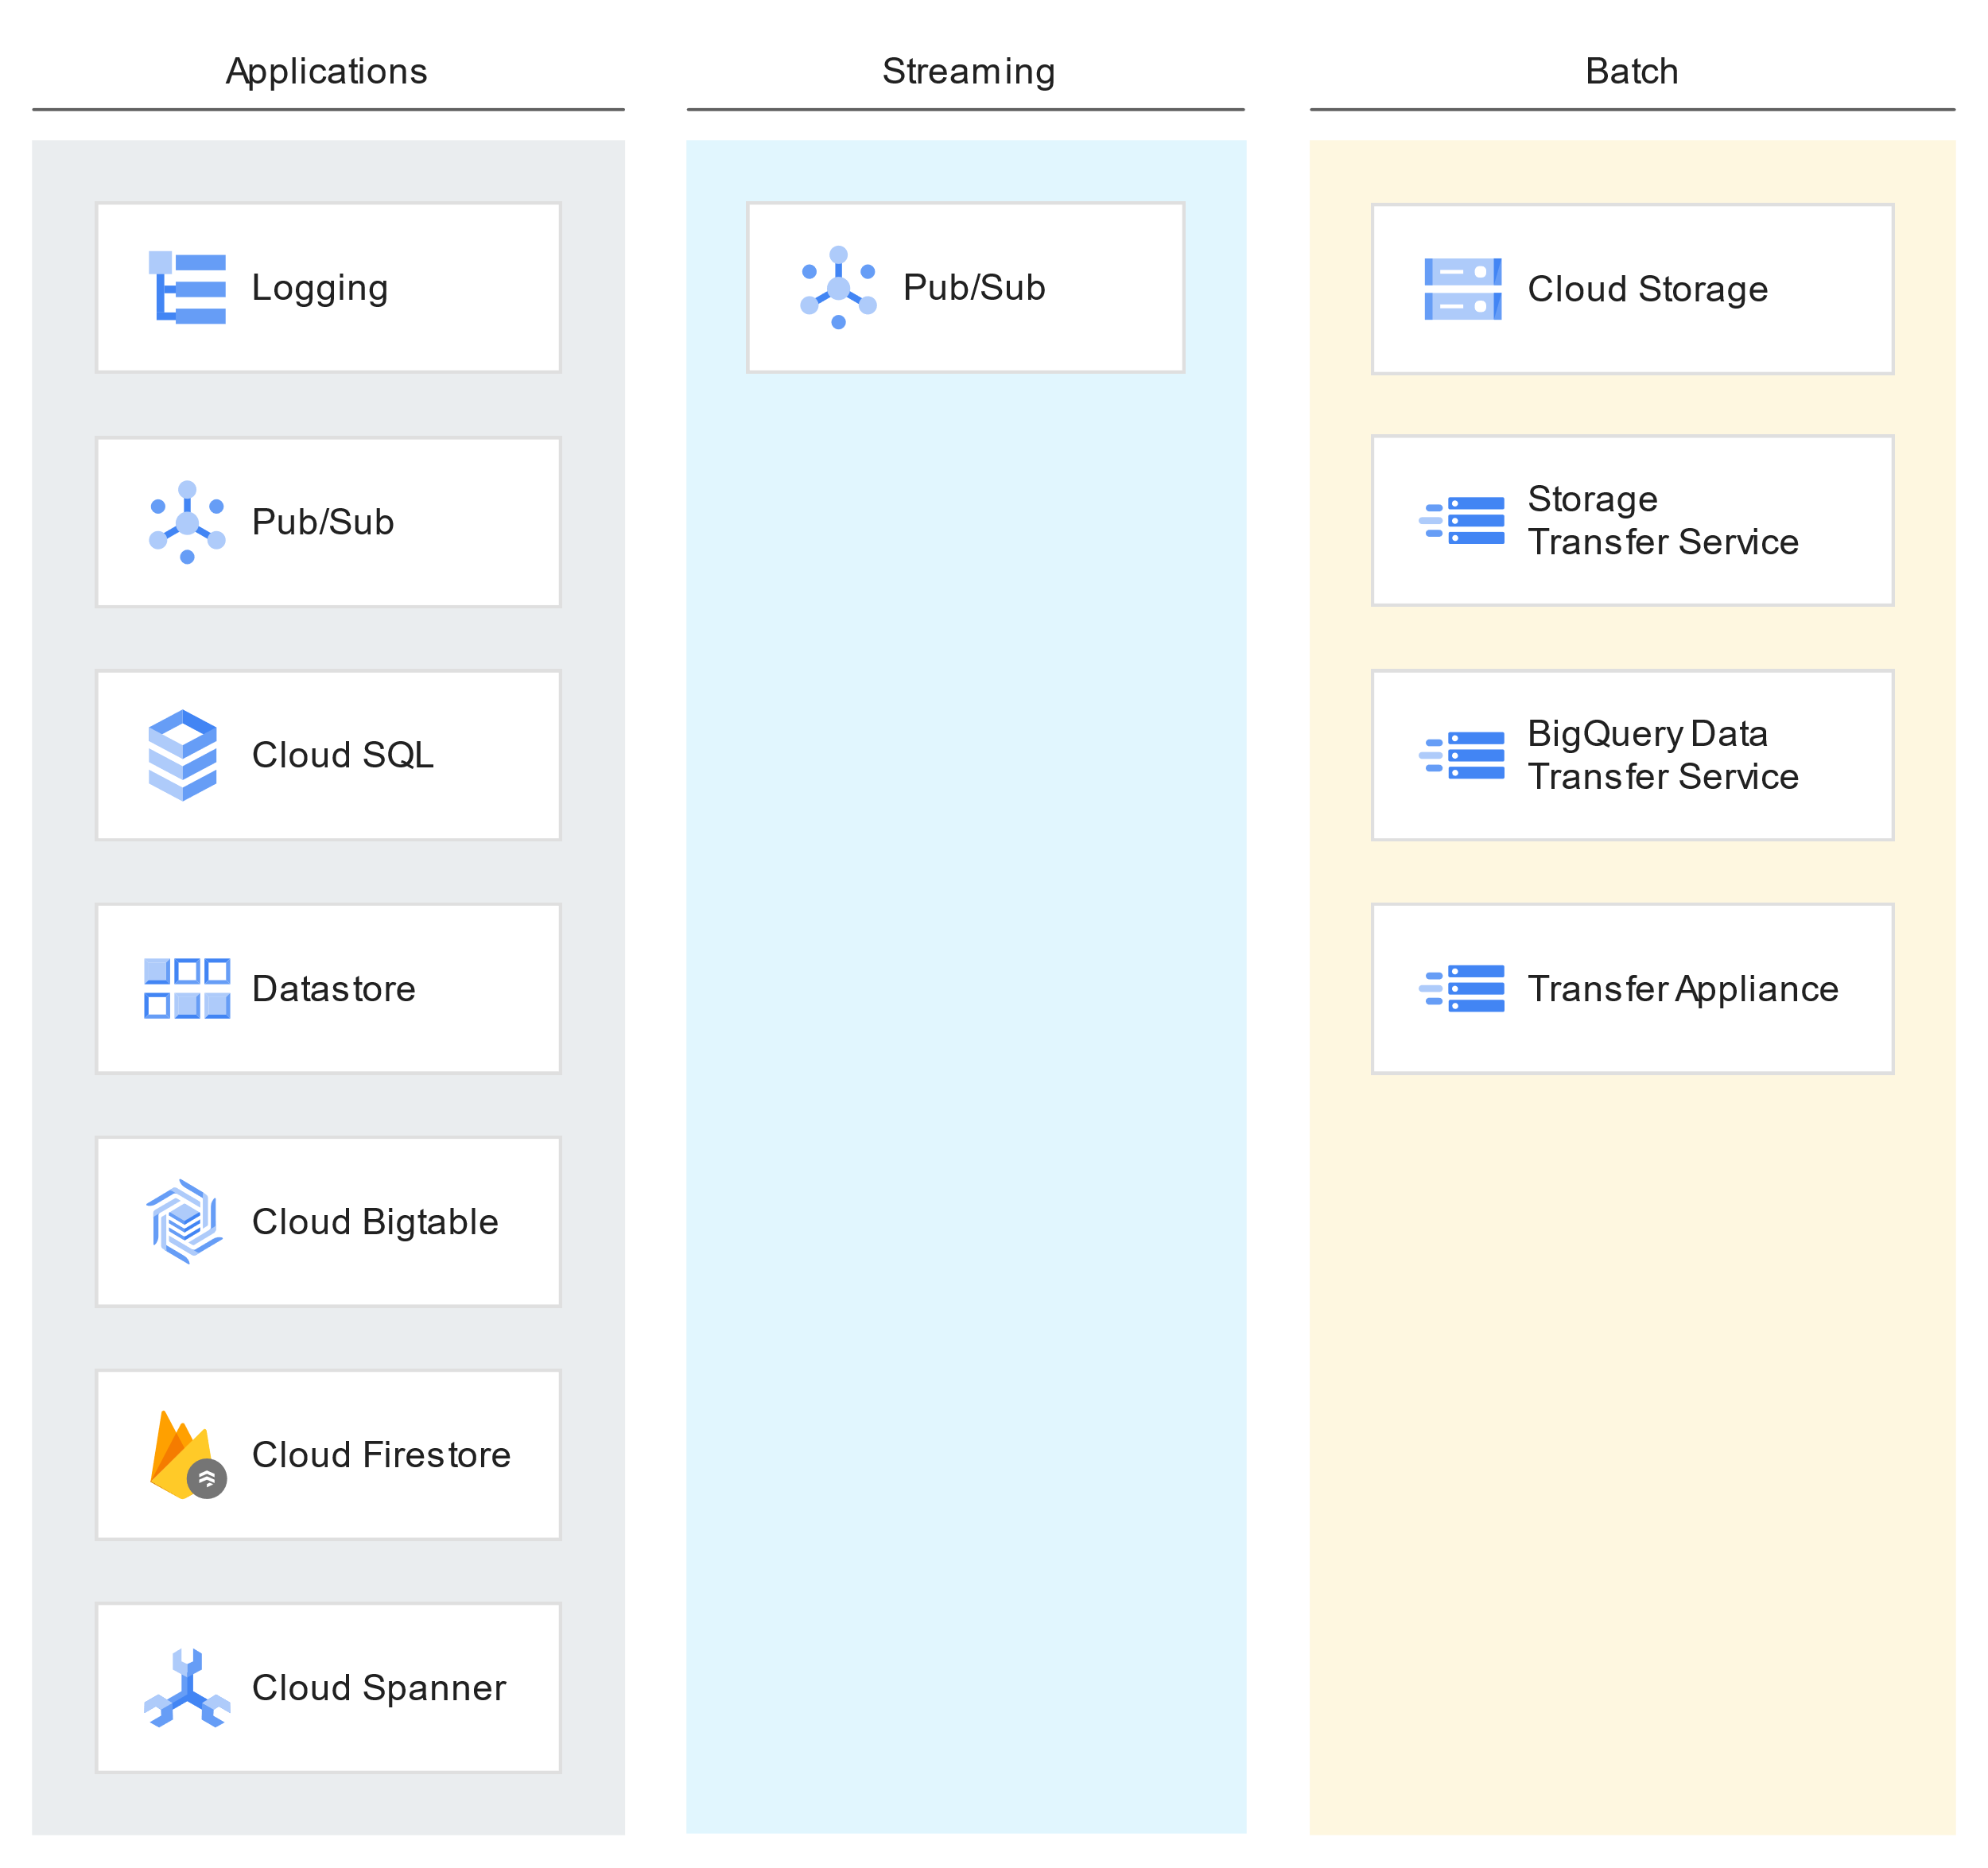 Applications
Logging
Pub/Sub
Cloud SQL
Datastore
Cloud Bigtable
Cloud Firestore
Cloud Spanner
Streaming
Pub/Sub
Batch
Cloud Storage
Storage
Transfer Service
BigQuery Data
Transfer Service
Transfer Appliance